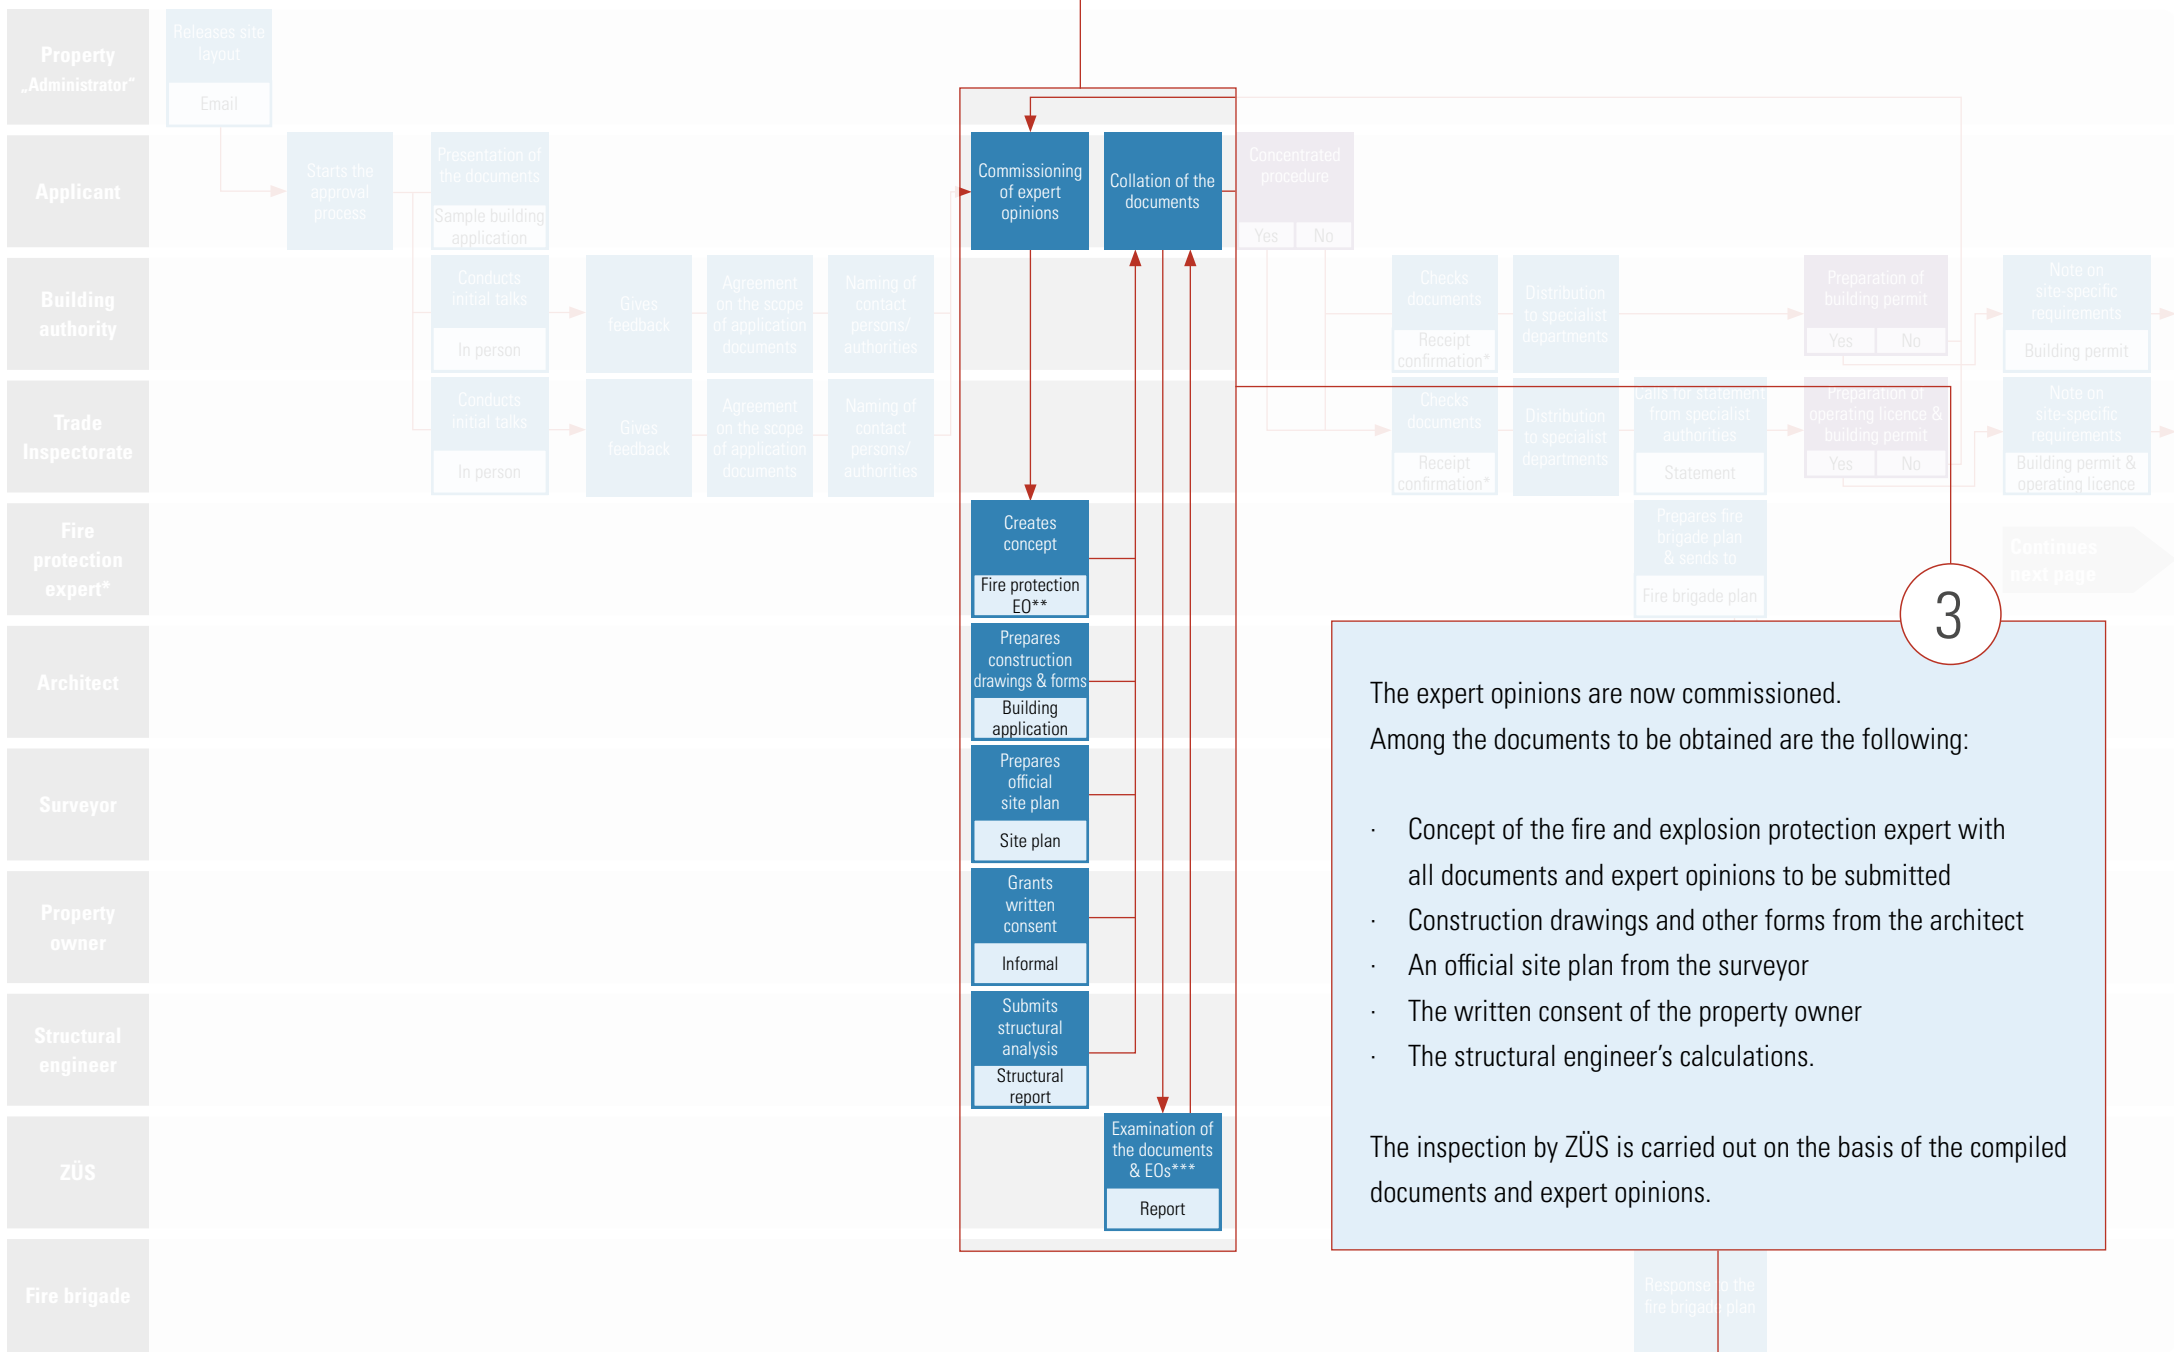 Property
„Administrator“
Releases site
layout
Email
Applicant
Starts the
approval
process
Presentation of
the documents
Sample building
application
Commissioning
of expert
opinions
Collation of the
documents
Concentrated
procedure
Yes No
Building
authority
Conducts
initial talks
In person
Gives
feedback
Agreement
on the scope
of application
documents
Naming of
contact
persons/
authorities
Checks
documents
Receipt
confirmation*
Distribution
to specialist
departments
Preparation of
building permit
Yes No
Note on
site-specific
requirements
Building permit
Trade
Inspectorate
Conducts
initial talks
In person
Gives
feedback
Agreement
on the scope
of application
documents
Naming of
contact
persons/
authorities
Checks
documents
Receipt
confirmation*
Distribution
to specialist
departments
Calls for statement
from specialist
authorities
Statement
Preparation of
operating licence &
building permit
Yes No
Note on
site-specific
requirements
Building permit &
operating licence
Fire
protection
expert*
Creates
concept
Fire protection
EO**
Prepares fire
brigade plan
& sends to
Fire brigade plan
Continues
next page
Architect
Prepares
construction
drawings & forms
Building
application
Surveyor
Prepares
official
site plan
Site plan
Property
owner
Grants
written
consent
Informal
Structural
engineer
Submits
structural
analysis
Structural
report
ZÜS
Examination of
the documents
& EOs***
Report
Fire brigade
Response to the
fire brigade plan
3
The expert opinions are now commissioned.
Among the documents to be obtained are the following:
· Concept of the fire and explosion protection expert with
all documents and expert opinions to be submitted
· Construction drawings and other forms from the architect
· An official site plan from the surveyor
· The written consent of the property owner
· The structural engineer’s calculations.
The inspection by ZÜS is carried out on the basis of the compiled
documents and expert opinions.